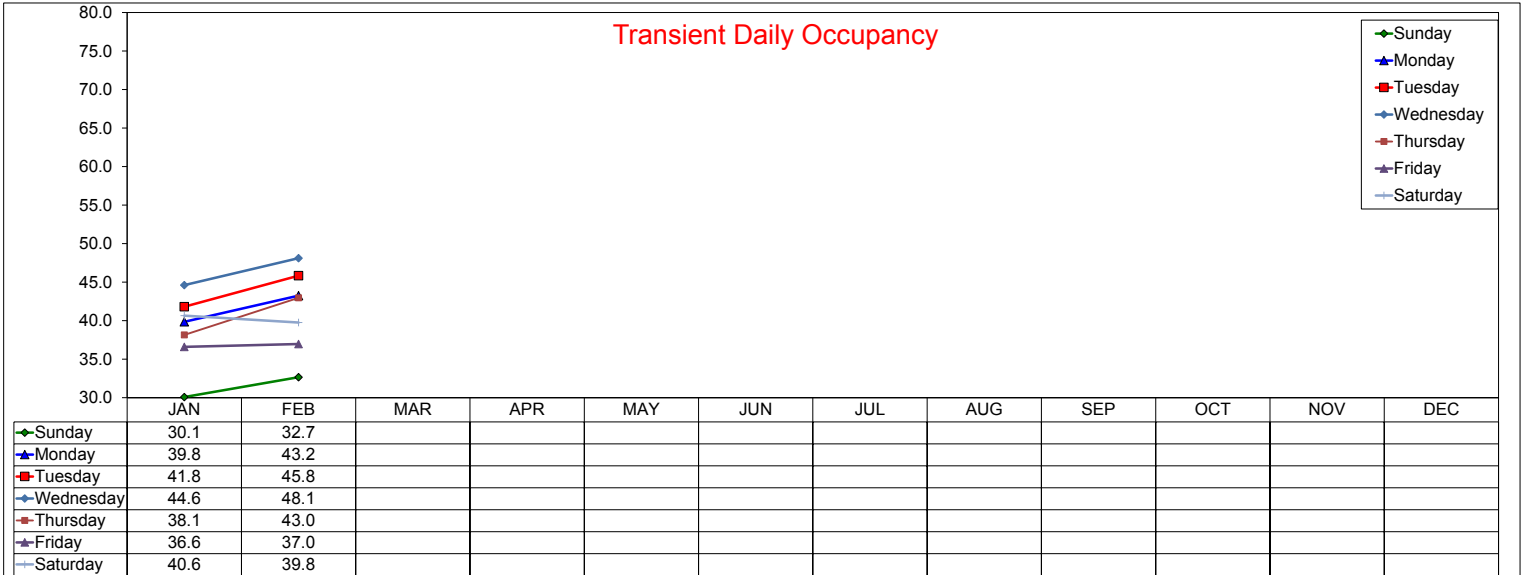 Transient Daily Occupancy
80.0
75.0
70.0
65.0
60.0
55.0
50.0
45.0
40.0
35.0
30.0
Sunday
Monday
Tuesday
Wednesday
Thursday
Friday
Saturday
JAN FEB MAR APR MAY JUN JUL AUG SEP OCT NOV DEC
Sunday 30.1 32.7
Monday 39.8 43.2
Tuesday 41.8 45.8
Wednesday 44.6 48.1
Thursday 38.1 43.0
Friday 36.6 37.0
Saturday 40.6 39.8